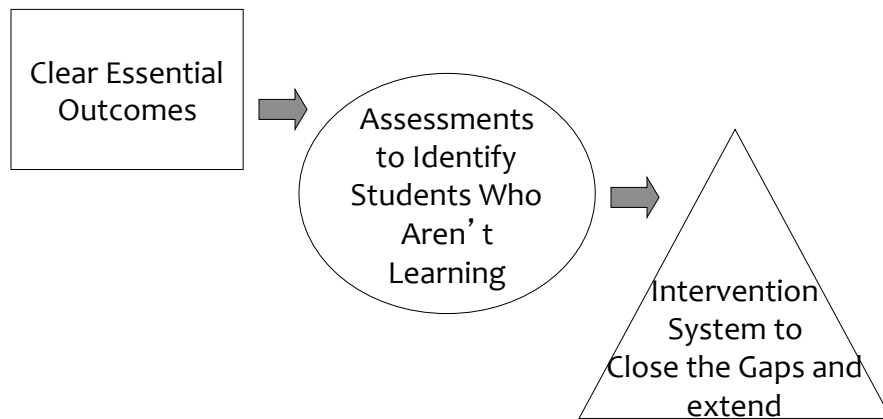 Clear Essential
Outcomes
Assessments
to Identify
Students Who
Aren’ t
Learning
Intervention
System to
Close the Gaps and
extend